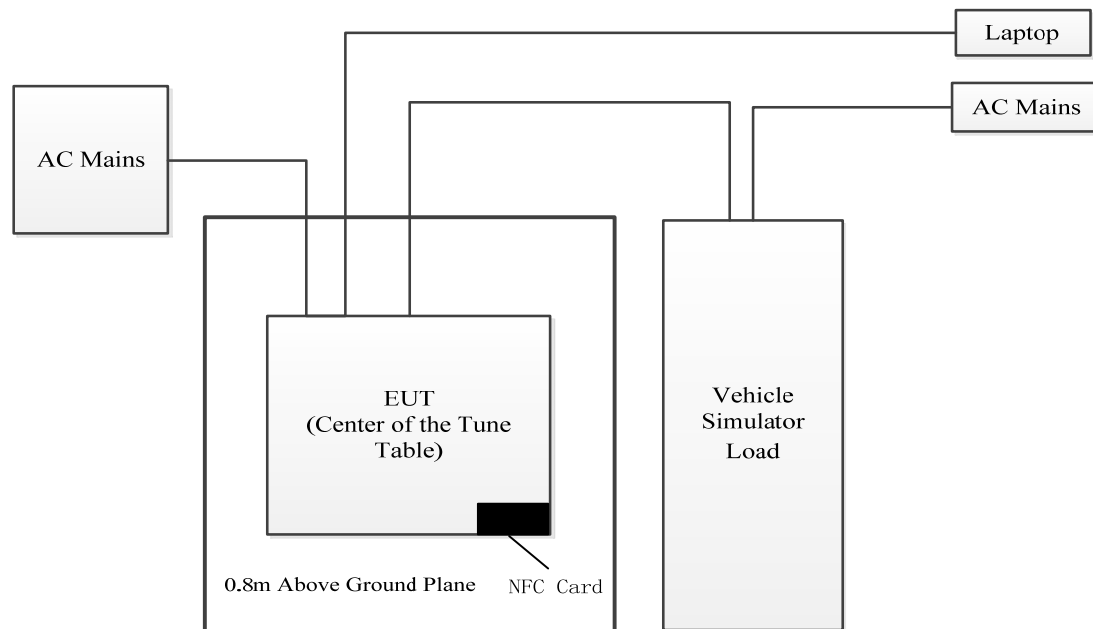 Laptop
AC Mains
AC Mains
EUT
(Center of the Tune
Table)
Vehicle
Simulator
Load
0.8m Above Ground Plane
NFC Card